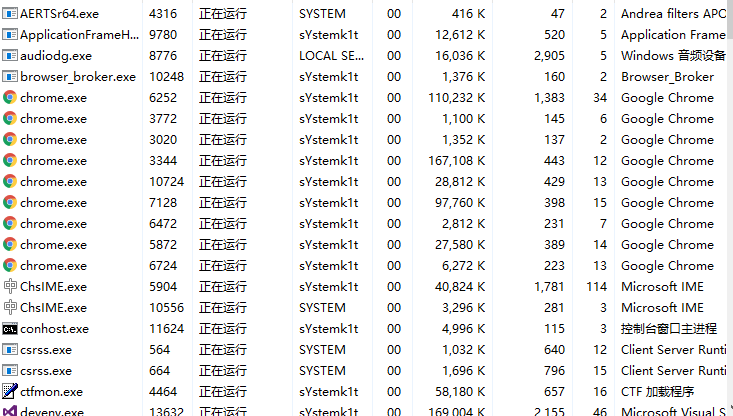 AERTSr64.exe 4316 正在运行 SYSTEM 00 416 K 47 2 Andrea filters APO
ApplicationFrameH... 9780 正在运行 sYstemk1t 00 12,612 K 520 5 Application Frame
audiodg.exe 8776 正在运行 LOCAL SE... 00 16,036 K 2,905 5 Windows 音频设备
browser_broker.exe 10248 正在运行 sYstemk1t 00 1,376 K 160 2 Browser_Broker
chrome.exe 6252 正在运行 sYstemk1t 00 110,232 K 1,383 34 Google Chrome
chrome.exe 3772 正在运行 sYstemk1t 00 1,100 K 145 6 Google Chrome
chrome.exe 3020 正在运行 sYstemk1t 00 1,352 K 137 2 Google Chrome
chrome.exe 3344 正在运行 sYstemk1t 00 167,108 K 443 12 Google Chrome
chrome.exe 10724 正在运行 sYstemk1t 00 28,812 K 429 13 Google Chrome
chrome.exe 7128 正在运行 sYstemk1t 00 97,760 K 398 15 Google Chrome
chrome.exe 6472 正在运行 sYstemk1t 00 2,812 K 231 7 Google Chrome
chrome.exe 5872 正在运行 sYstemk1t 00 27,580 K 389 14 Google Chrome
chrome.exe 6724 正在运行 sYstemk1t 00 6,272 K 223 13 Google Chrome
ChsIME.exe 5904 正在运行 sYstemk1t 00 40,824 K 1,781 114 Microsoft IME
ChsIME.exe 10556 正在运行 SYSTEM 00 3,296 K 281 3 Microsoft IME
conhost.exe 11624 正在运行 sYstemk1t 00 4,996 K 115 3 控制台窗口主进程
csrss.exe 564 正在运行 SYSTEM 00 1,032 K 640 12 Client Server Runti
csrss.exe 664 正在运行 SYSTEM 00 1,696 K 796 15 Client Server Runti
ctfmon.exe 4464 正在运行 sYstemk1t 00 58,180 K 657 16 CTF 加载程序
devenv.exe 13632 正在运行 sYstemk1t 00 169,004 K 2,155 46 Microsoft Visual S